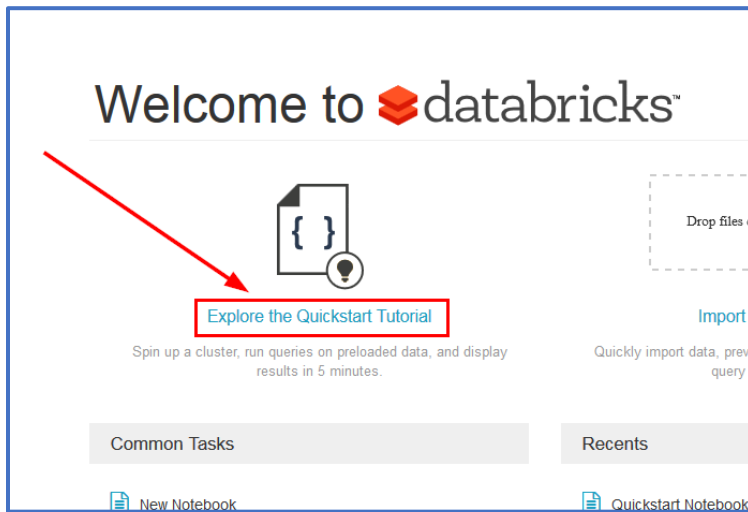 Welcome to databricks™
{ }
Explore the Quickstart Tutorial
Spin up a cluster, run queries on preloaded data, and display
results in 5 minutes.
Drop files
Import
Quickly import data, prev
query
Common Tasks
New Notebook
Recents
Quickstart Notebook